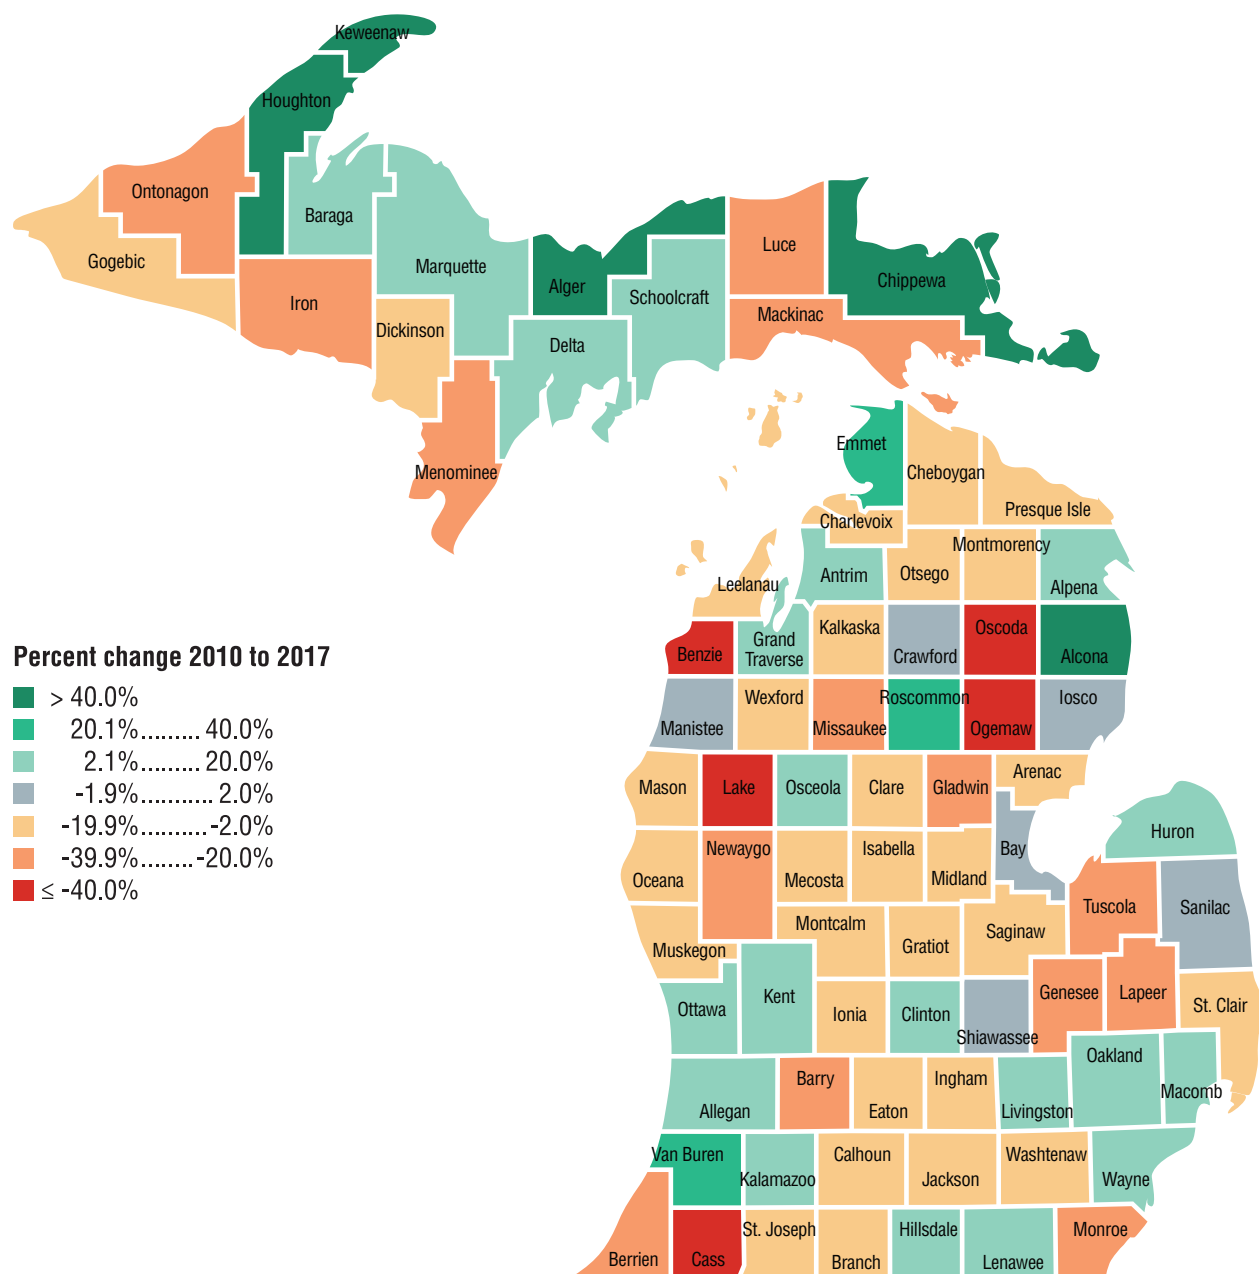 Keweenaw
Houghton
Ontonagon
Baraga
Gogebic
Marquette
Luce
Chippewa
Alger
Schoolcraft
Iron
Mackinac
Dickinson
Delta
Emmet
Menominee
Cheboygan
Presque Isle
Charlevoix
Montmorency
Leelanau
Antrim
Otsego
Alpena
Grand
Traverse
Kalkaska
Oscoda
Benzie
Crawford
Alcona
Percent change 2010 to 2017
> 40.0%
20.1%......... 40.0%
2.1%.......... 20.0%
-1.9%........... 2.0%
-19.9%..........-2.0%
-39.9%........-20.0%
≤ -40.0%
Manistee
Wexford
Missaukee
Roscommon
Ogemaw
Iosco
Mason
Lake
Osceola
Clare
Gladwin
Arenac
Huron
Oceana
Newaygo
Mecosta
Isabella
Midland
Bay
Tuscola
Sanilac
Muskegon
Montcalm
Gratiot
Saginaw
Ottawa
Kent
Ionia
Clinton
Shiawassee
Genesee
Lapeer
St. Clair
Allegan
Barry
Eaton
Ingham
Livingston
Oakland
Macomb
Van Buren
Kalamazoo
Calhoun
Jackson
Washtenaw
Wayne
Berrien
Cass
St. Joseph
Branch
Hillsdale
Lenawee
Monroe